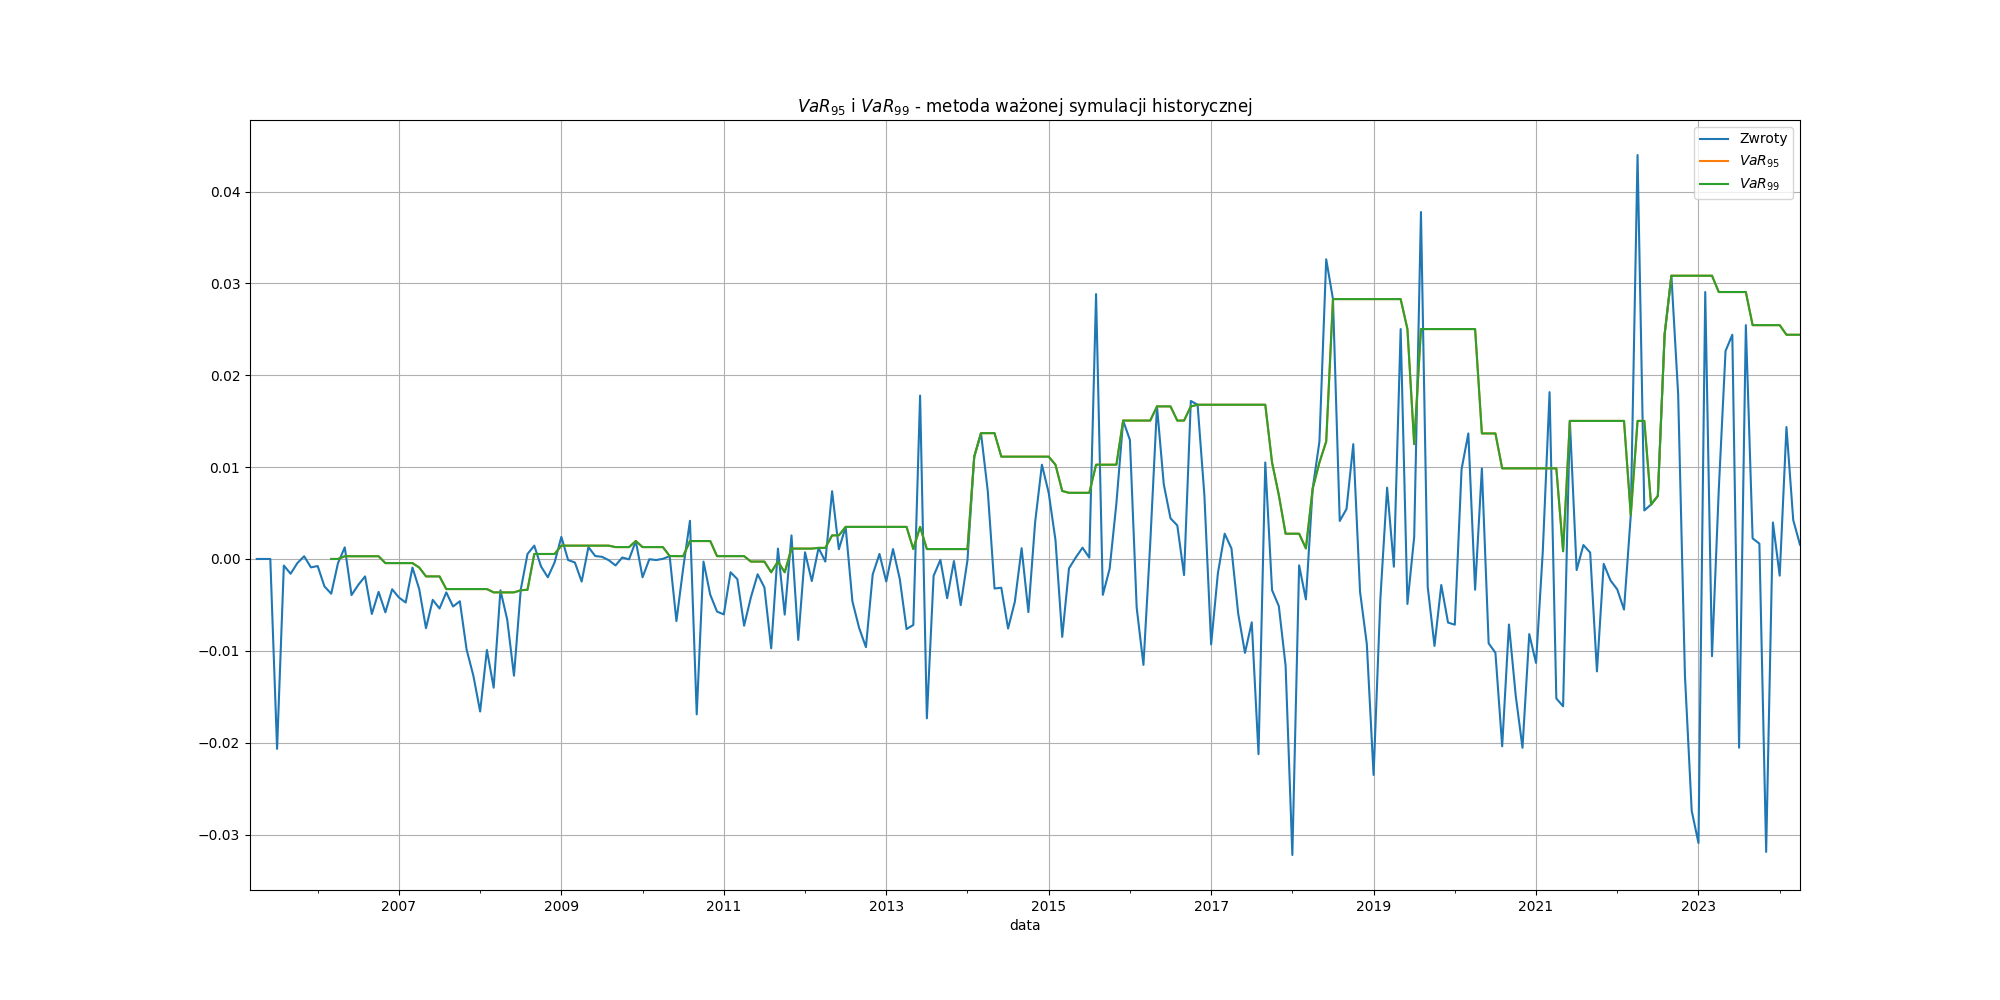 VaR95 i VaR99 - metoda ważonej symulacji historycznej
Zwroty
VaR95
VaR99
0.04
0.03
0.02
0.01
0.00
−0.01
−0.02
−0.03
2007 2009 2011 2013 2015 2017 2019 2021 2023
data